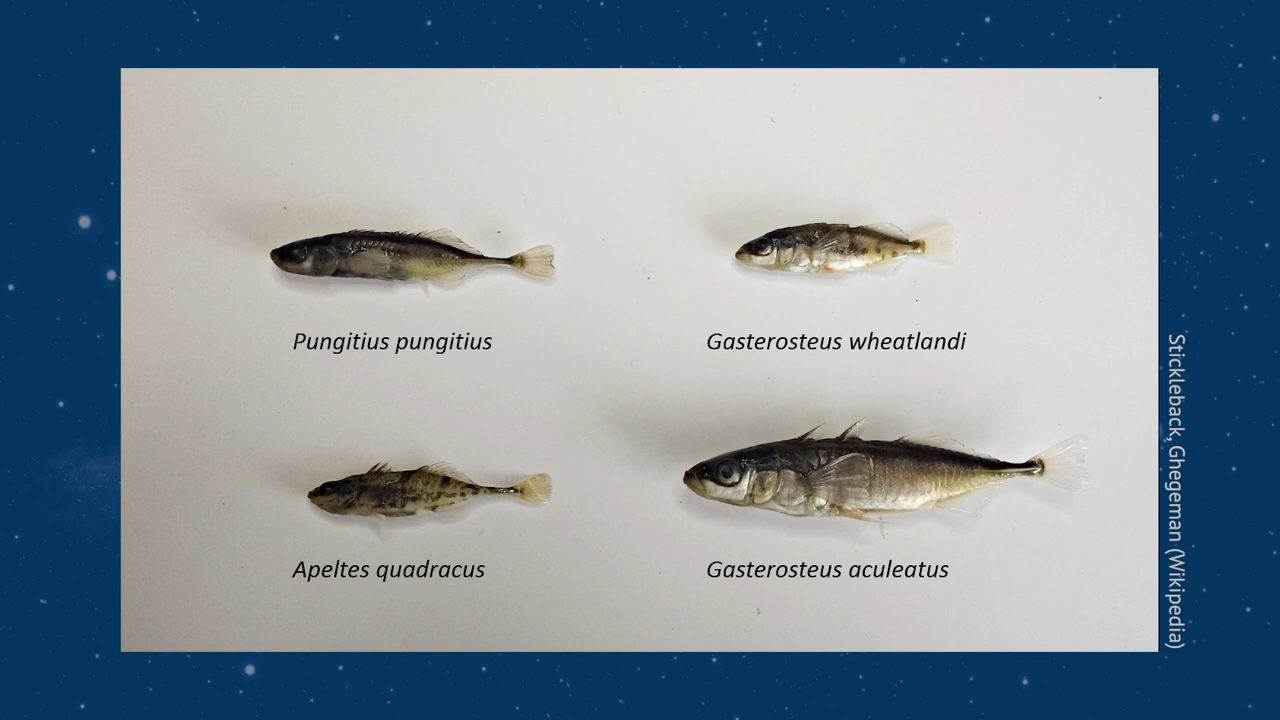 Pungitius pungitius
Gasterosteus wheatlandi
Apeltes quadracus
Gasterosteus aculeatus
Stickleback, Ghegeman (Wikipedia)